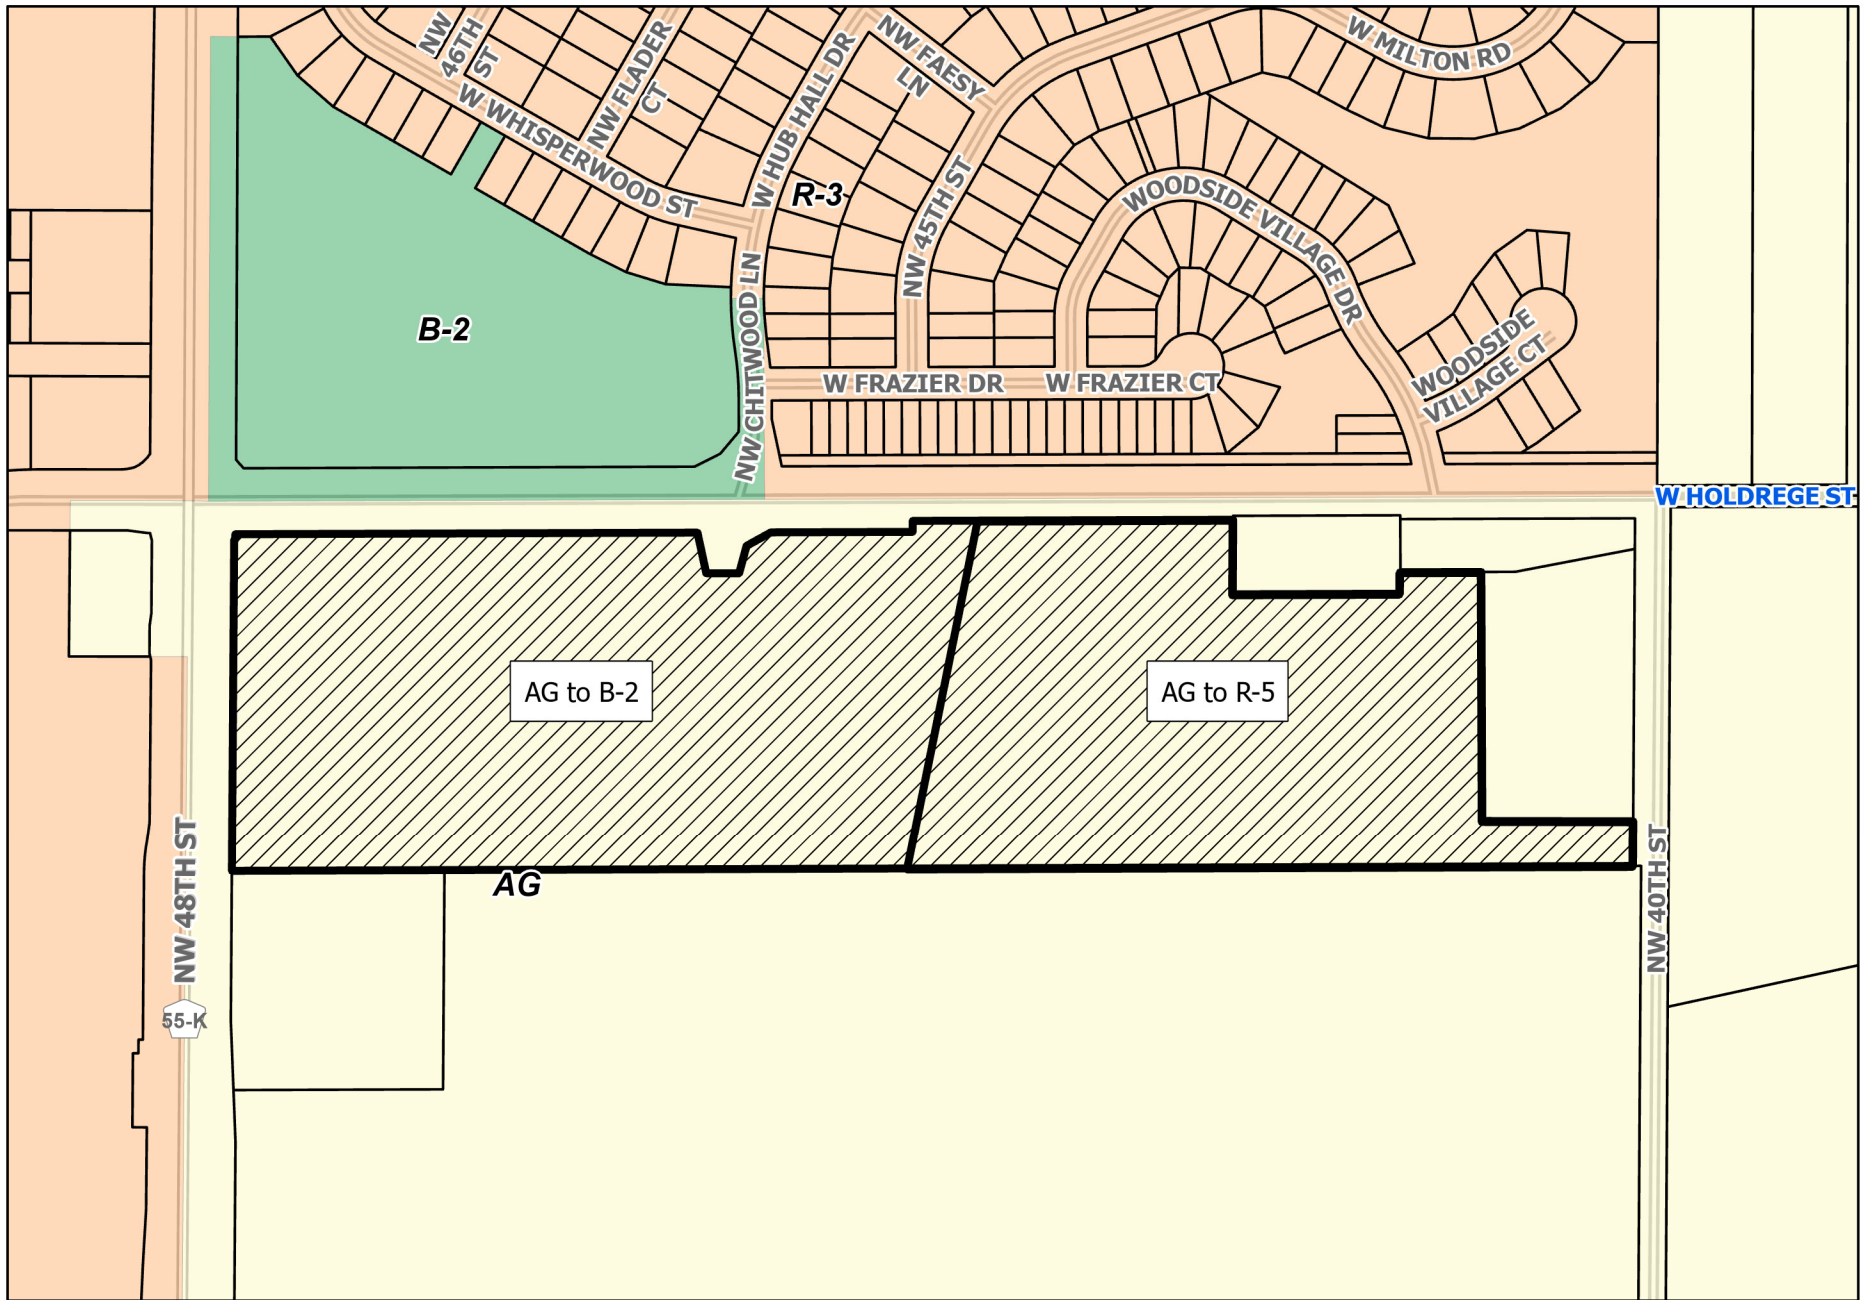 NW
46TH
ST
NW FLADER
CT
W WHISPERWOOD ST
W HUB HALL DR
NW FAESY
LN
W MILTON RD
R-3
NW 45TH ST
WOODSIDE VILLAGE DR
B-2
NW CHITWOOD LN
WOODSIDE
VILLAGE CT
W FRAZIER DR
W FRAZIER CT
W HOLDREGE ST
AG to B-2
AG to R-5
AG
NW 48TH ST
NW 40TH ST
55-K